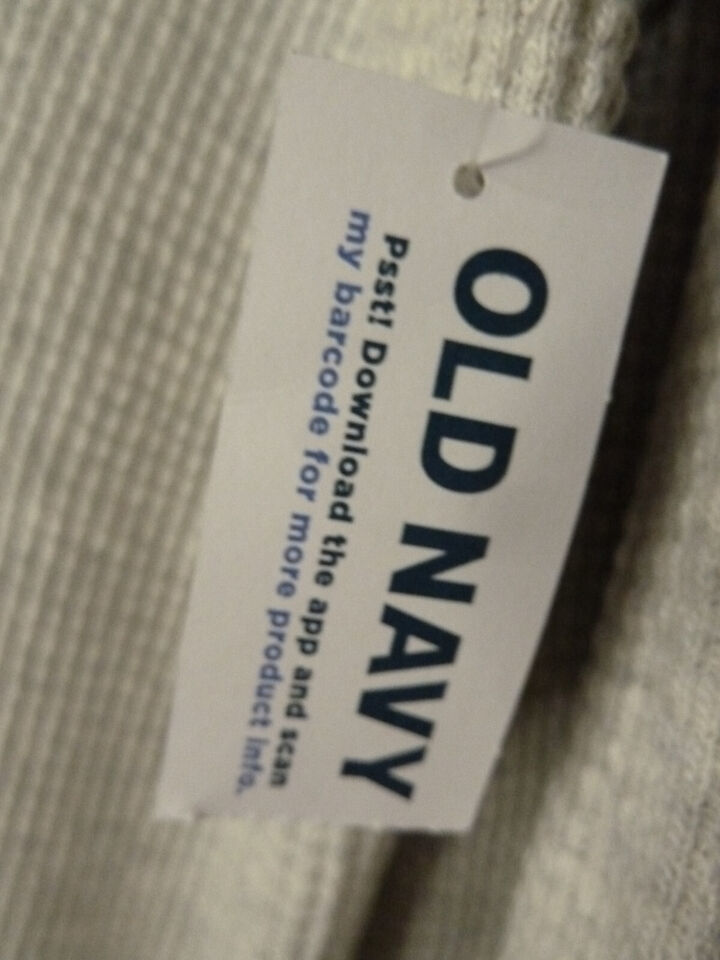 OLD NAVY
Psst! Download the app and scan
my barcode for more product info.